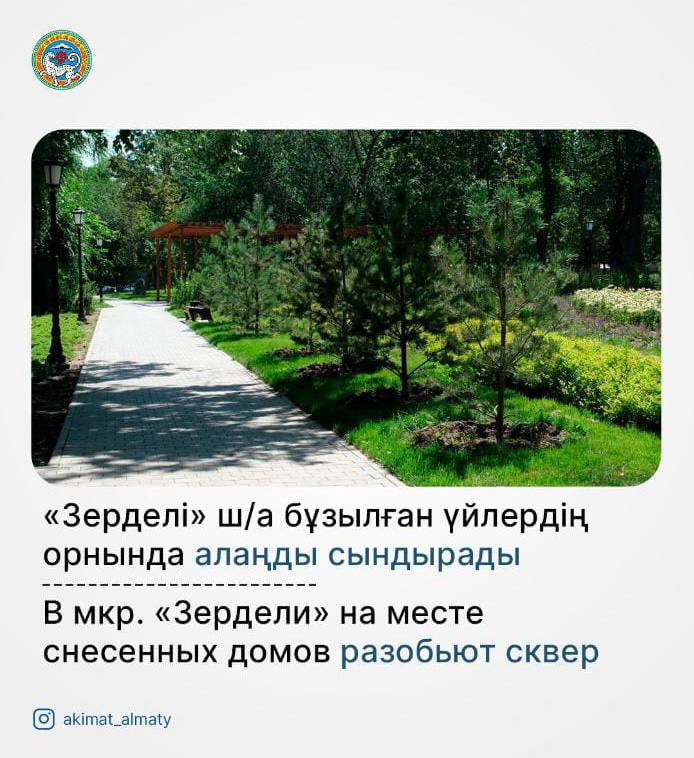 «Зерделі» ш/а бұзылған үйлердің
орнында алаңды сындырады
В мкр. «Зердели» на месте
снесенных домов разобьют сквер
akimat_almaty